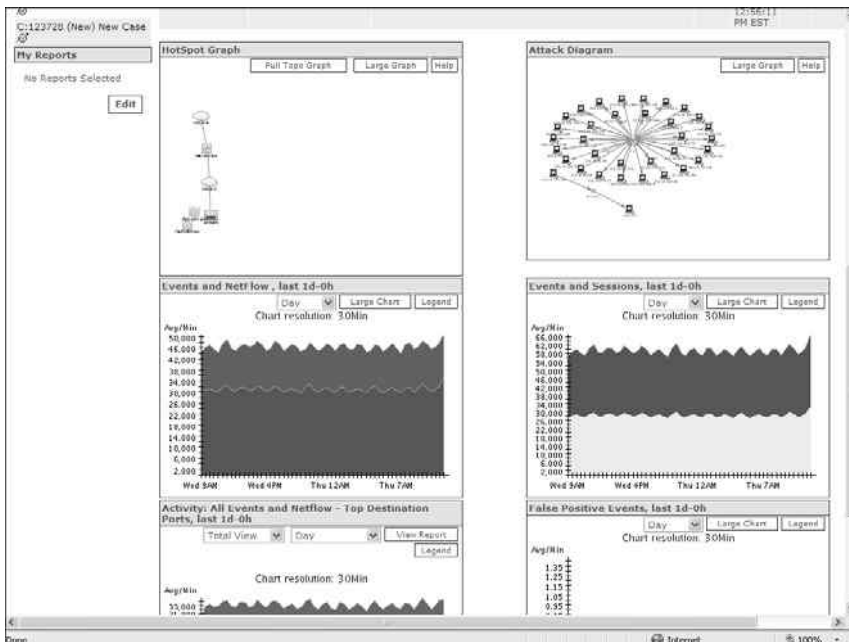 12:56:11
PM EST
C:123728 (New) New Case
My Reports
No Reports Selected
Edit
HotSpot Graph
Full Topo Graph
Large Graph
Help
Attack Diagram
Large Graph
Help
Events and NetFlow , last 1d-0h
Day
Large Chart
Legend
Chart resolution: 30Min
Avg/Min
50,000
46,000
42,000
38,000
34,000
30,000
26,000
22,000
18,000
14,000
10,000
6,000
2,000
Wed 9AM
Wed 4PM
Thu 12AM
Thu 7AM
Events and Sessions, last 1d-0h
Day
Large Chart
Legend
Chart resolution: 30Min
Avg/Min
66,000
62,000
58,000
54,000
50,000
46,000
42,000
38,000
34,000
30,000
26,000
22,000
18,000
14,000
10,000
6,000
2,000
Wed 9AM
Wed 4PM
Thu 12AM
Thu 7AM
Activity: All Events and Netflow - Top Destination
Ports, last 1d-0h
Total View
Day
View Report
Legend
Chart resolution: 30Min
Avg/Min
55,000
False Positive Events, last 1d-0h
Day
Large Chart
Legend
Chart resolution: 30Min
Avg/Min
1.35
1.25
1.15
1.05
0.95
Done
Internet
100%